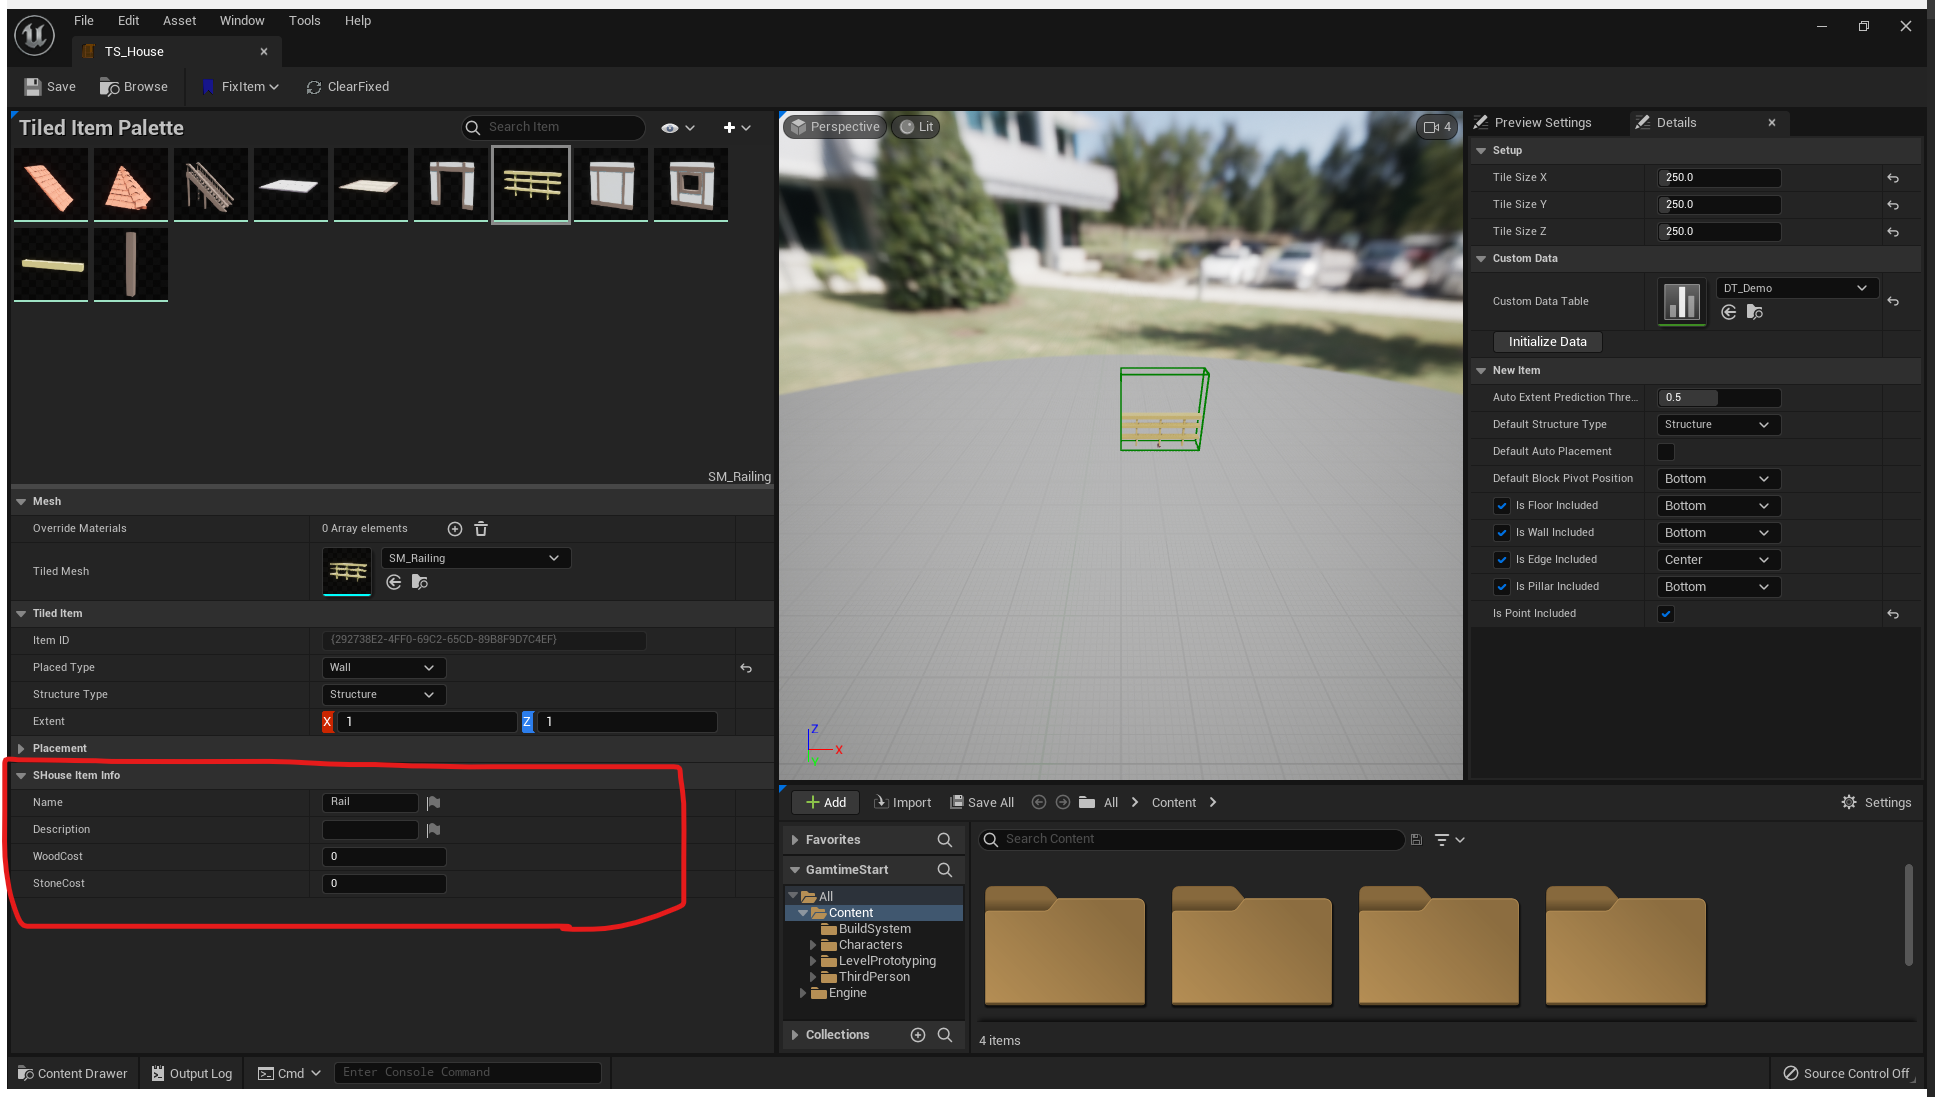 File Edit Asset Window Tools Help
TS_House
Save Browse FixItem ClearFixed
Tiled Item Palette
Search Item
SM_Railing
Mesh
Override Materials 0 Array elements
Tiled Mesh SM_Railing
Tiled Item
Item ID {292738E2-4FF0-69C2-65CD-89B8F9D7C4EF}
Placed Type Wall
Structure Type Structure
Extent X 1 Z 1
Placement
SHouse Item Info
Name Rail
Description
WoodCost 0
StoneCost 0
Perspective Lit 4
Z
X
Preview Settings Details
Setup
Tile Size X 250.0
Tile Size Y 250.0
Tile Size Z 250.0
Custom Data
Custom Data Table DT_Demo
Initialize Data
New Item
Auto Extent Prediction Thre... 0.5
Default Structure Type Structure
Default Auto Placement
Default Block Pivot Position Bottom
Is Floor Included Bottom
Is Wall Included Bottom
Is Edge Included Center
Is Pillar Included Bottom
Is Point Included
Add Import Save All All Content Settings
Favorites
Search Content
GamtimeStart
All
Content
BuildSystem
Characters
LevelPrototyping
ThirdPerson
Engine
Collections
4 items
Content Drawer Output Log Cmd Enter Console Command Source Control Off